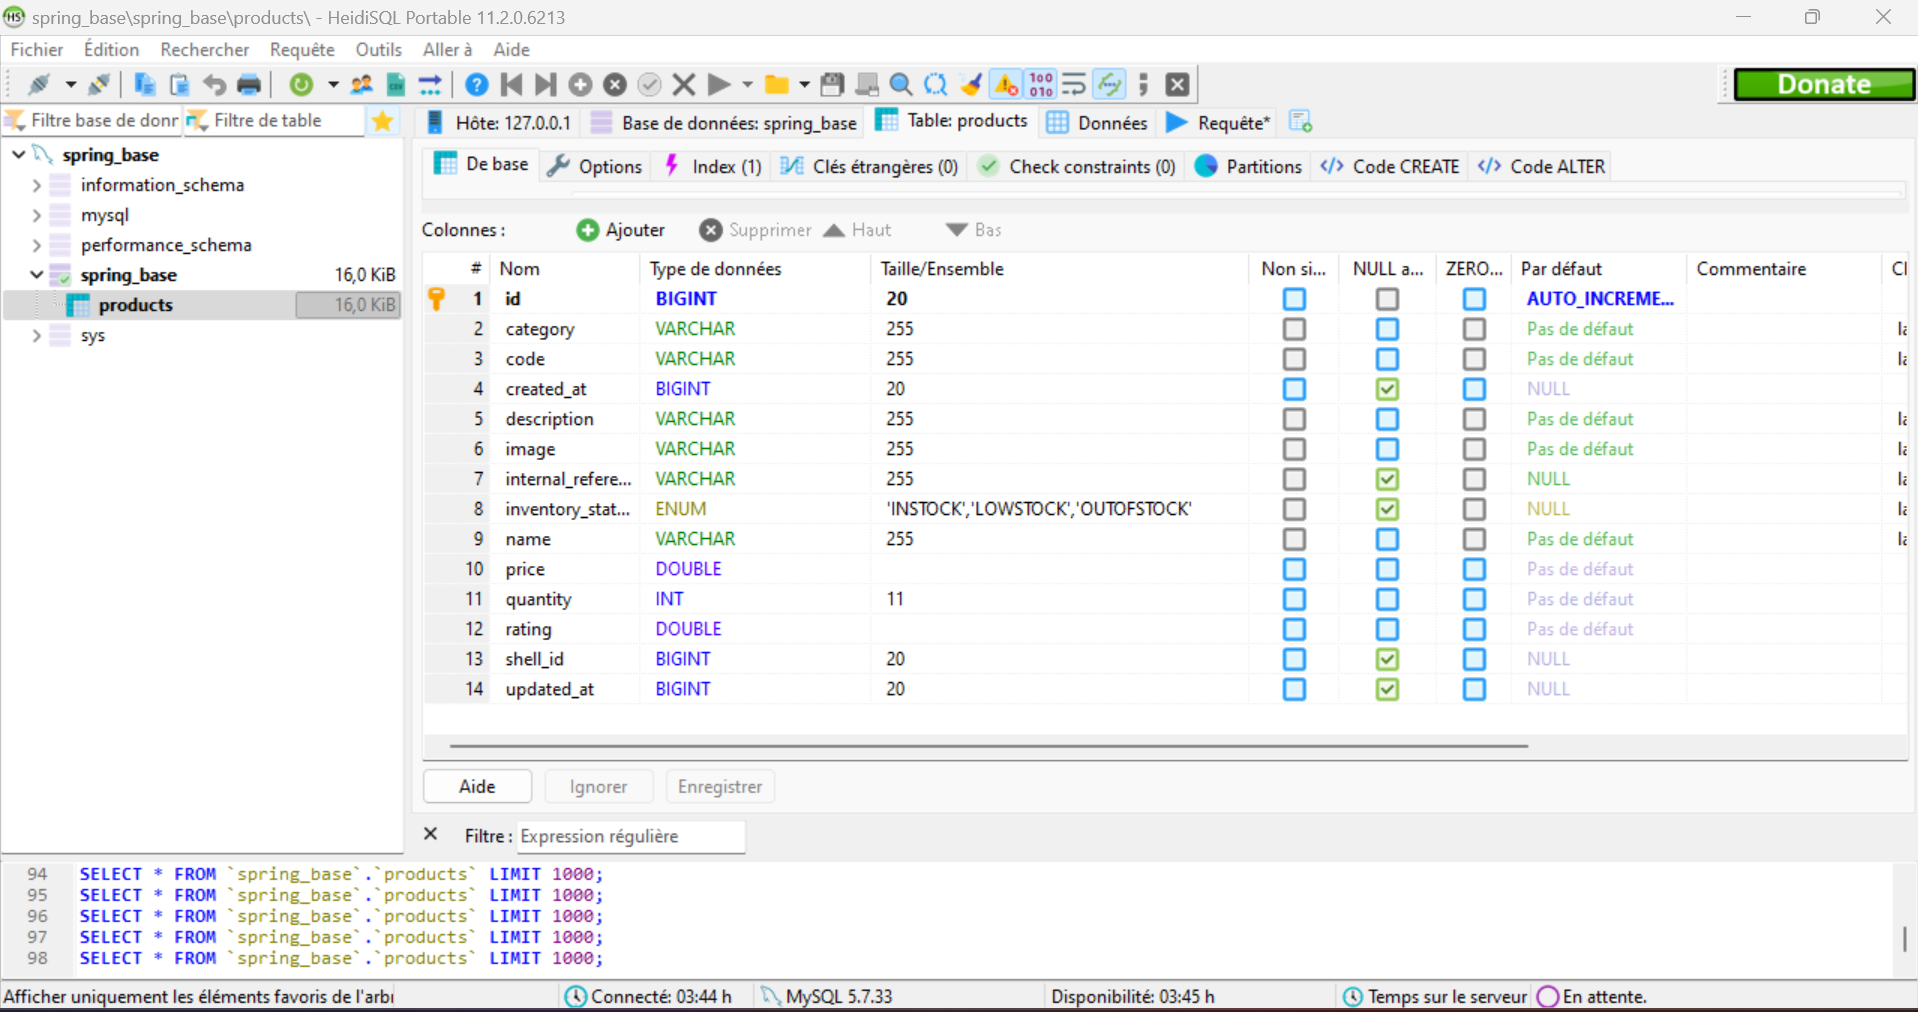 spring_base\spring_base\products\ - HeidiSQL Portable 11.2.0.6213
Fichier Édition Rechercher Requête Outils Aller à Aide
Donate
Filtre base de donr Filtre de table
Hôte: 127.0.0.1 Base de données: spring_base Table: products Données Requête*
spring_base
information_schema
mysql
performance_schema
spring_base 16,0 KiB
products 16,0 KiB
sys
De base Options Index (1) Clés étrangères (0) Check constraints (0) Partitions Code CREATE Code ALTER
Colonnes : Ajouter Supprimer Haut Bas
# Nom Type de données Taille/Ensemble Non si... NULL a... ZERO... Par défaut Commentaire Cl
1 id BIGINT 20 AUTO_INCREME...
2 category VARCHAR 255 Pas de défaut
3 code VARCHAR 255 Pas de défaut
4 created_at BIGINT 20 NULL
5 description VARCHAR 255 Pas de défaut
6 image VARCHAR 255 Pas de défaut
7 internal_refere... VARCHAR 255 NULL
8 inventory_stat... ENUM 'INSTOCK','LOWSTOCK','OUTOFSTOCK' NULL
9 name VARCHAR 255 Pas de défaut
10 price DOUBLE Pas de défaut
11 quantity INT 11 Pas de défaut
12 rating DOUBLE Pas de défaut
13 shell_id BIGINT 20 NULL
14 updated_at BIGINT 20 NULL
Aide Ignorer Enregistrer
Filtre : Expression régulière
94 SELECT * FROM `spring_base`.`products` LIMIT 1000;
95 SELECT * FROM `spring_base`.`products` LIMIT 1000;
96 SELECT * FROM `spring_base`.`products` LIMIT 1000;
97 SELECT * FROM `spring_base`.`products` LIMIT 1000;
98 SELECT * FROM `spring_base`.`products` LIMIT 1000;
Afficher uniquement les éléments favoris de l'arbr Connecté: 03:44 h MySQL 5.7.33 Disponibilité: 03:45 h Temps sur le serveur En attente.